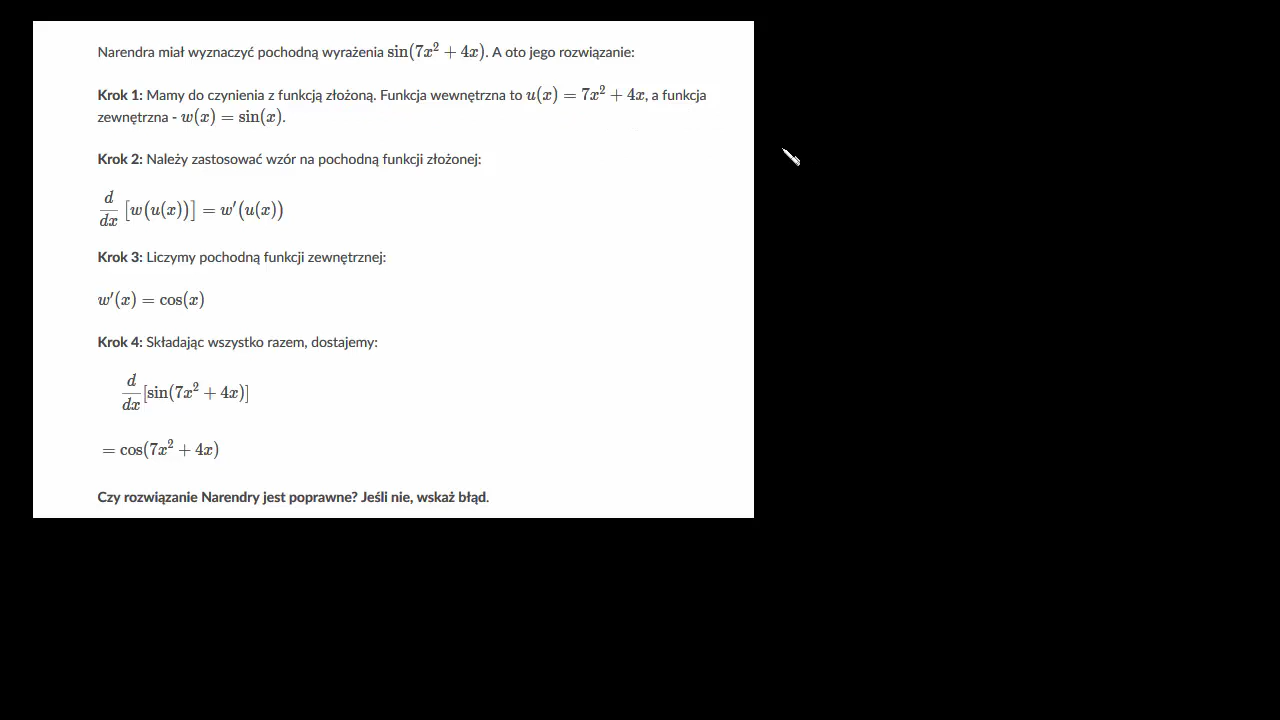 Narendra miał wyznaczyć pochodną wyrażenia sin(7x² + 4x). A oto jego rozwiązanie:
Krok 1: Mamy do czynienia z funkcją złożoną. Funkcja wewnętrzna to u(x) = 7x² + 4x, a funkcja
zewnętrzna - w(x) = sin(x).
Krok 2: Należy zastosować wzór na pochodną funkcji złożonej:
d/dx [w(u(x))] = w′(u(x))
Krok 3: Liczymy pochodną funkcji zewnętrznej:
w′(x) = cos(x)
Krok 4: Składając wszystko razem, dostajemy:
d/dx [sin(7x² + 4x)]
= cos(7x² + 4x)
Czy rozwiązanie Narendry jest poprawne? Jeśli nie, wskaż błąd.